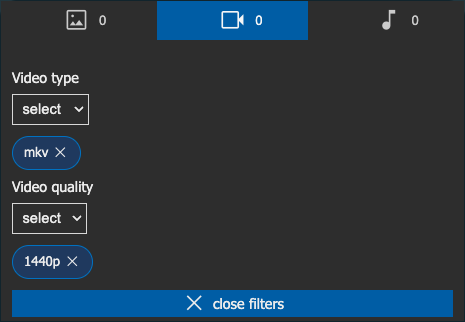 0 0 0
Video type
select
mkv
Video quality
select
1440p
close filters